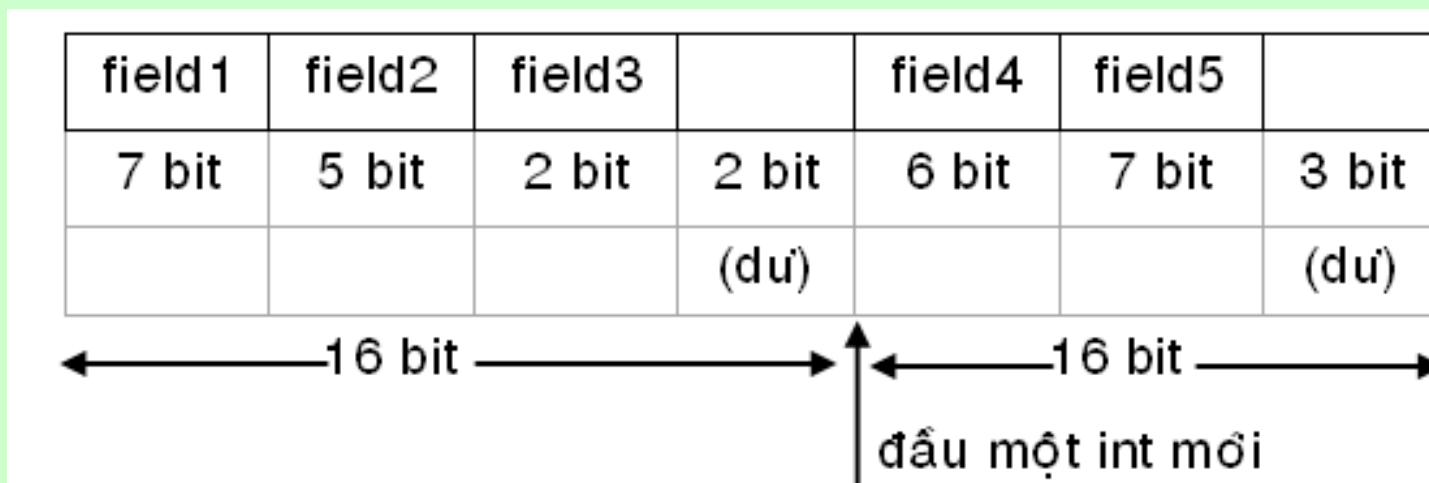 field1 field2 field3 field4 field5
7 bit 5 bit 2 bit 2 bit 6 bit 7 bit 3 bit
(dư) (dư)
16 bit 16 bit
đầu một int mới